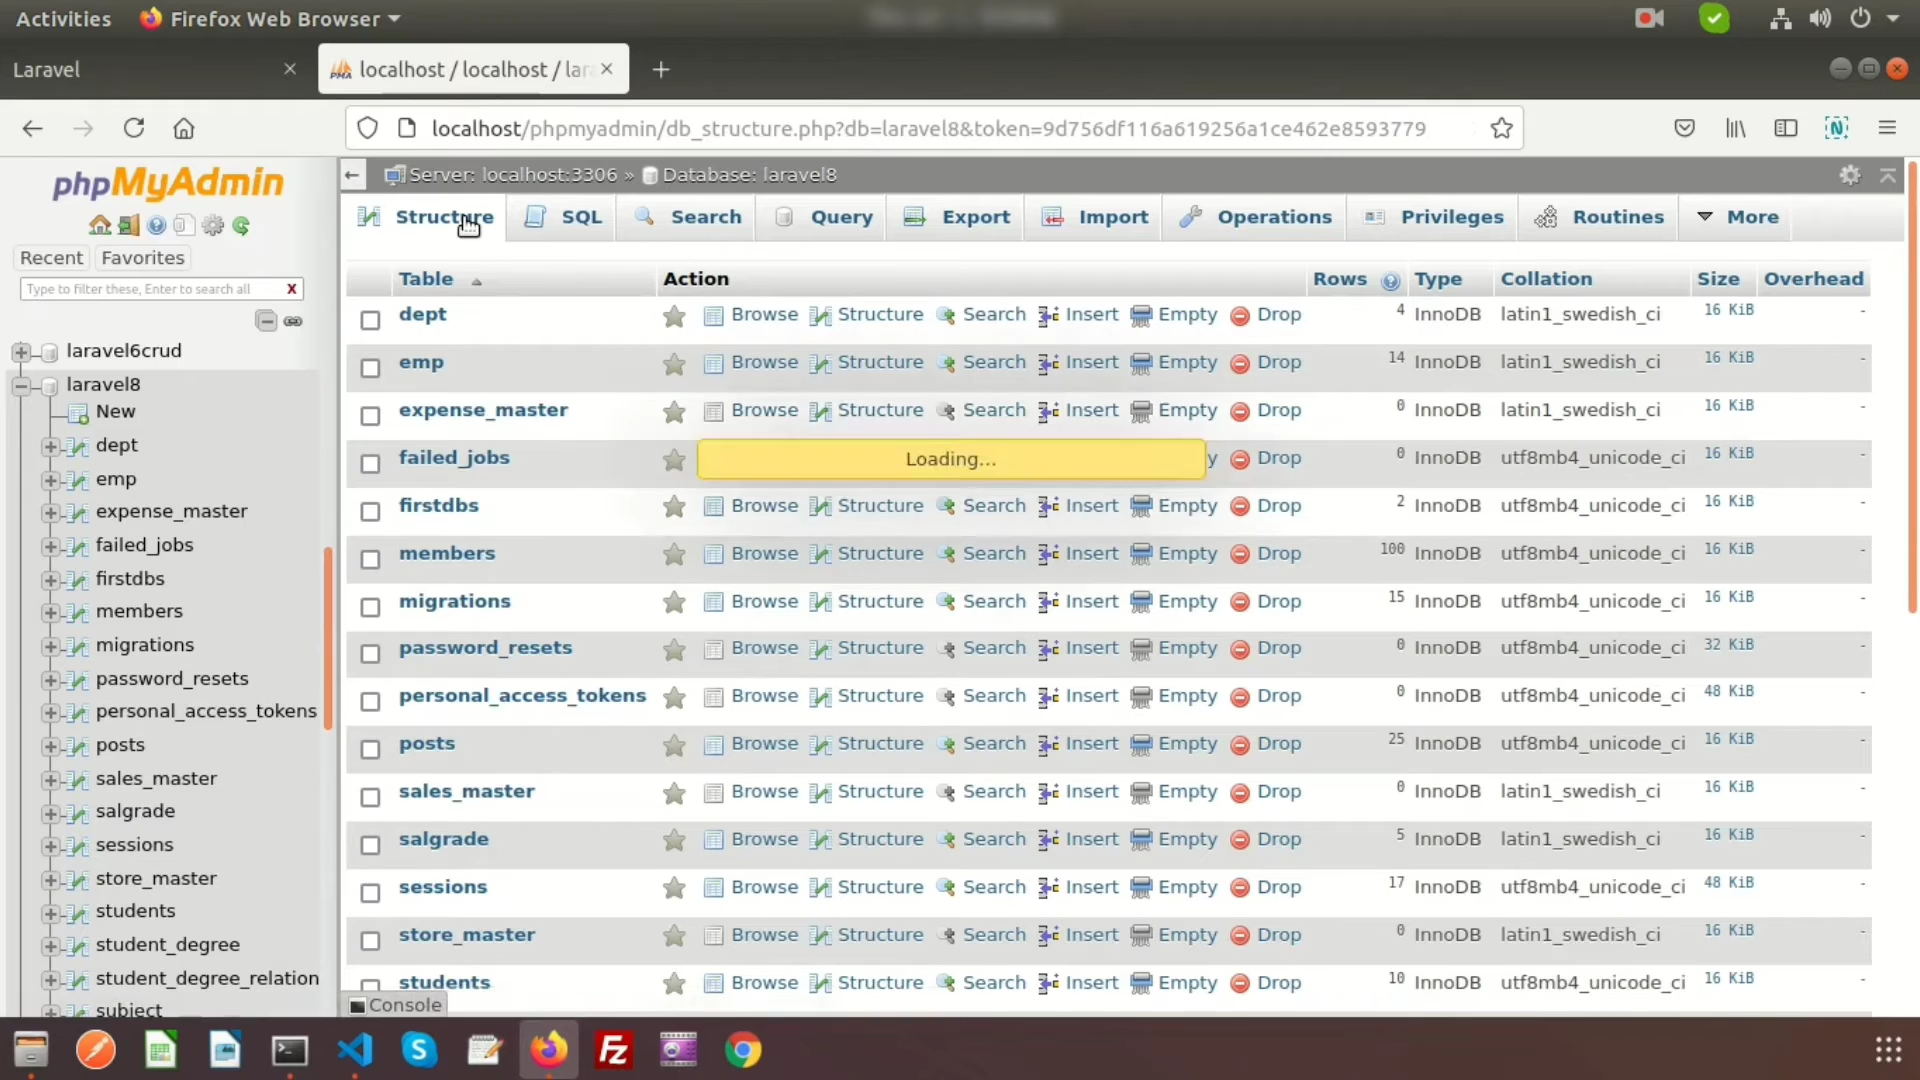 Activities Firefox Web Browser
Laravel
PMA localhost / localhost / lar
localhost/phpmyadmin/db_structure.php?db=laravel8&token=9d756df116a619256a1ce462e8593779
N
phpMyAdmin
Recent Favorites
Type to filter these, Enter to search all X
laravel6crud
laravel8
New
dept
emp
expense_master
failed_jobs
firstdbs
members
migrations
password_resets
personal_access_tokens
posts
sales_master
salgrade
sessions
store_master
students
student_degree
student_degree_relation
subject
Server: localhost:3306 » Database: laravel8
Structure SQL Search Query Export Import Operations Privileges Routines More
Table Action Rows Type Collation Size Overhead
dept Browse Structure Search Insert Empty Drop 4 InnoDB latin1_swedish_ci 16 KiB -
emp Browse Structure Search Insert Empty Drop 14 InnoDB latin1_swedish_ci 16 KiB -
expense_master Browse Structure Search Insert Empty Drop 0 InnoDB latin1_swedish_ci 16 KiB -
failed_jobs Loading... y Drop 0 InnoDB utf8mb4_unicode_ci 16 KiB -
firstdbs Browse Structure Search Insert Empty Drop 2 InnoDB utf8mb4_unicode_ci 16 KiB -
members Browse Structure Search Insert Empty Drop 100 InnoDB utf8mb4_unicode_ci 16 KiB -
migrations Browse Structure Search Insert Empty Drop 15 InnoDB utf8mb4_unicode_ci 16 KiB -
password_resets Browse Structure Search Insert Empty Drop 0 InnoDB utf8mb4_unicode_ci 32 KiB -
personal_access_tokens Browse Structure Search Insert Empty Drop 0 InnoDB utf8mb4_unicode_ci 48 KiB -
posts Browse Structure Search Insert Empty Drop 25 InnoDB utf8mb4_unicode_ci 16 KiB -
sales_master Browse Structure Search Insert Empty Drop 0 InnoDB latin1_swedish_ci 16 KiB -
salgrade Browse Structure Search Insert Empty Drop 5 InnoDB latin1_swedish_ci 16 KiB -
sessions Browse Structure Search Insert Empty Drop 17 InnoDB utf8mb4_unicode_ci 48 KiB -
store_master Browse Structure Search Insert Empty Drop 0 InnoDB latin1_swedish_ci 16 KiB -
students Browse Structure Search Insert Empty Drop 10 InnoDB utf8mb4_unicode_ci 16 KiB -
Console
S Fz